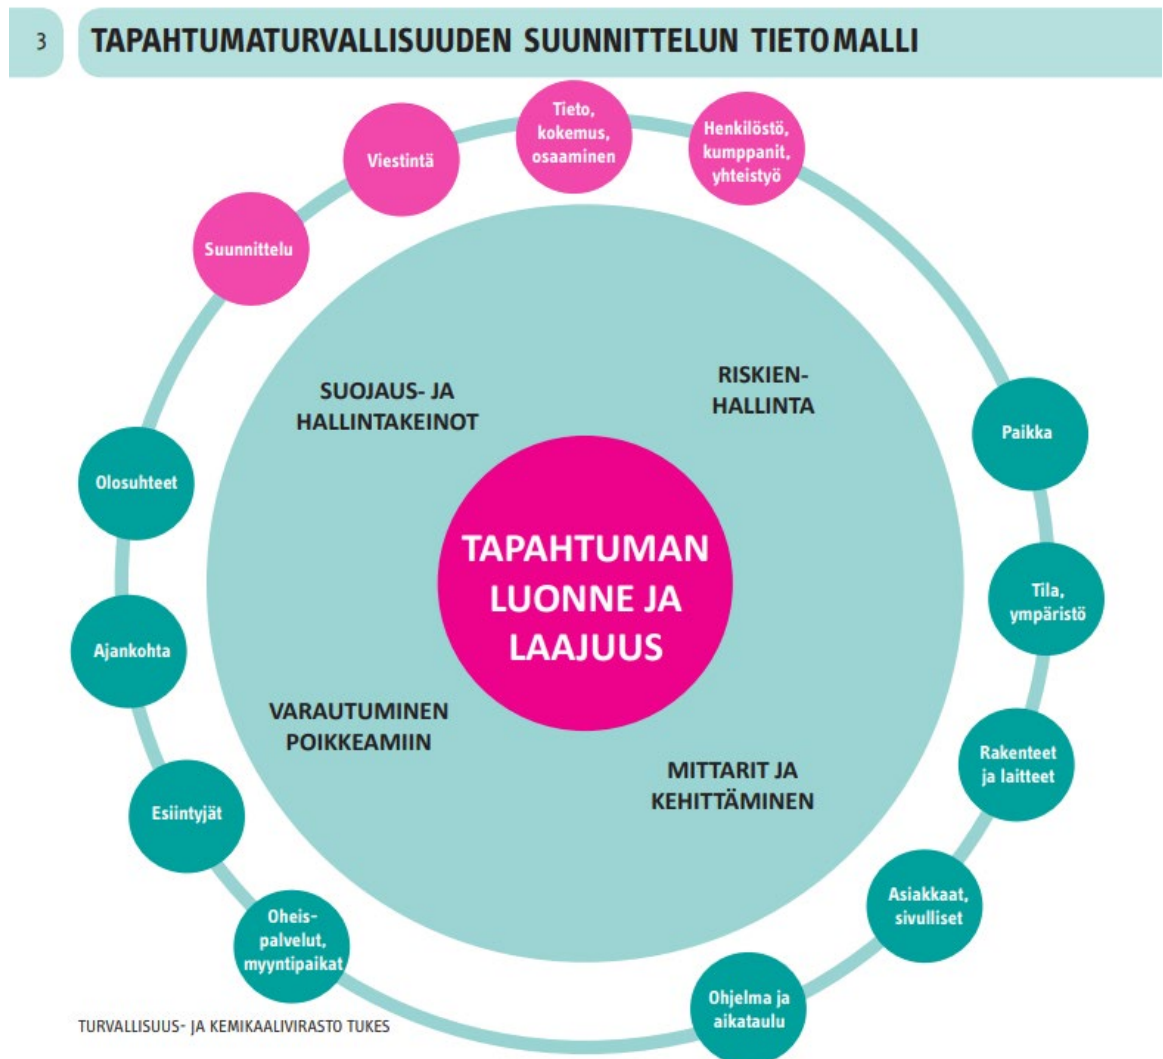 3
TAPAHTUMATURVALLISUUDEN SUUNNITTELUN TIETOMALLI
Tieto,
kokemus,
osaaminen
Henkilöstö,
kumppanit,
yhteistyö
Viestintä
Suunnittelu
SUOJAUS- JA
HALLINTAKEINOT
RISKIEN-
HALLINTA
Paikka
Olosuhteet
TAPAHTUMAN
LUONNE JA
LAAJUUS
Tila,
ympäristö
Ajankohta
VARAUTUMINEN
POIKKEAMIIN
Rakenteet
ja laitteet
MITTARIT JA
KEHITTÄMINEN
Esiintyjät
Asiakkaat,
sivulliset
Oheis-
palvelut,
myyntipaikat
Ohjelma ja
aikataulu
TURVALLISUUS- JA KEMIKAALIVIRASTO TUKES